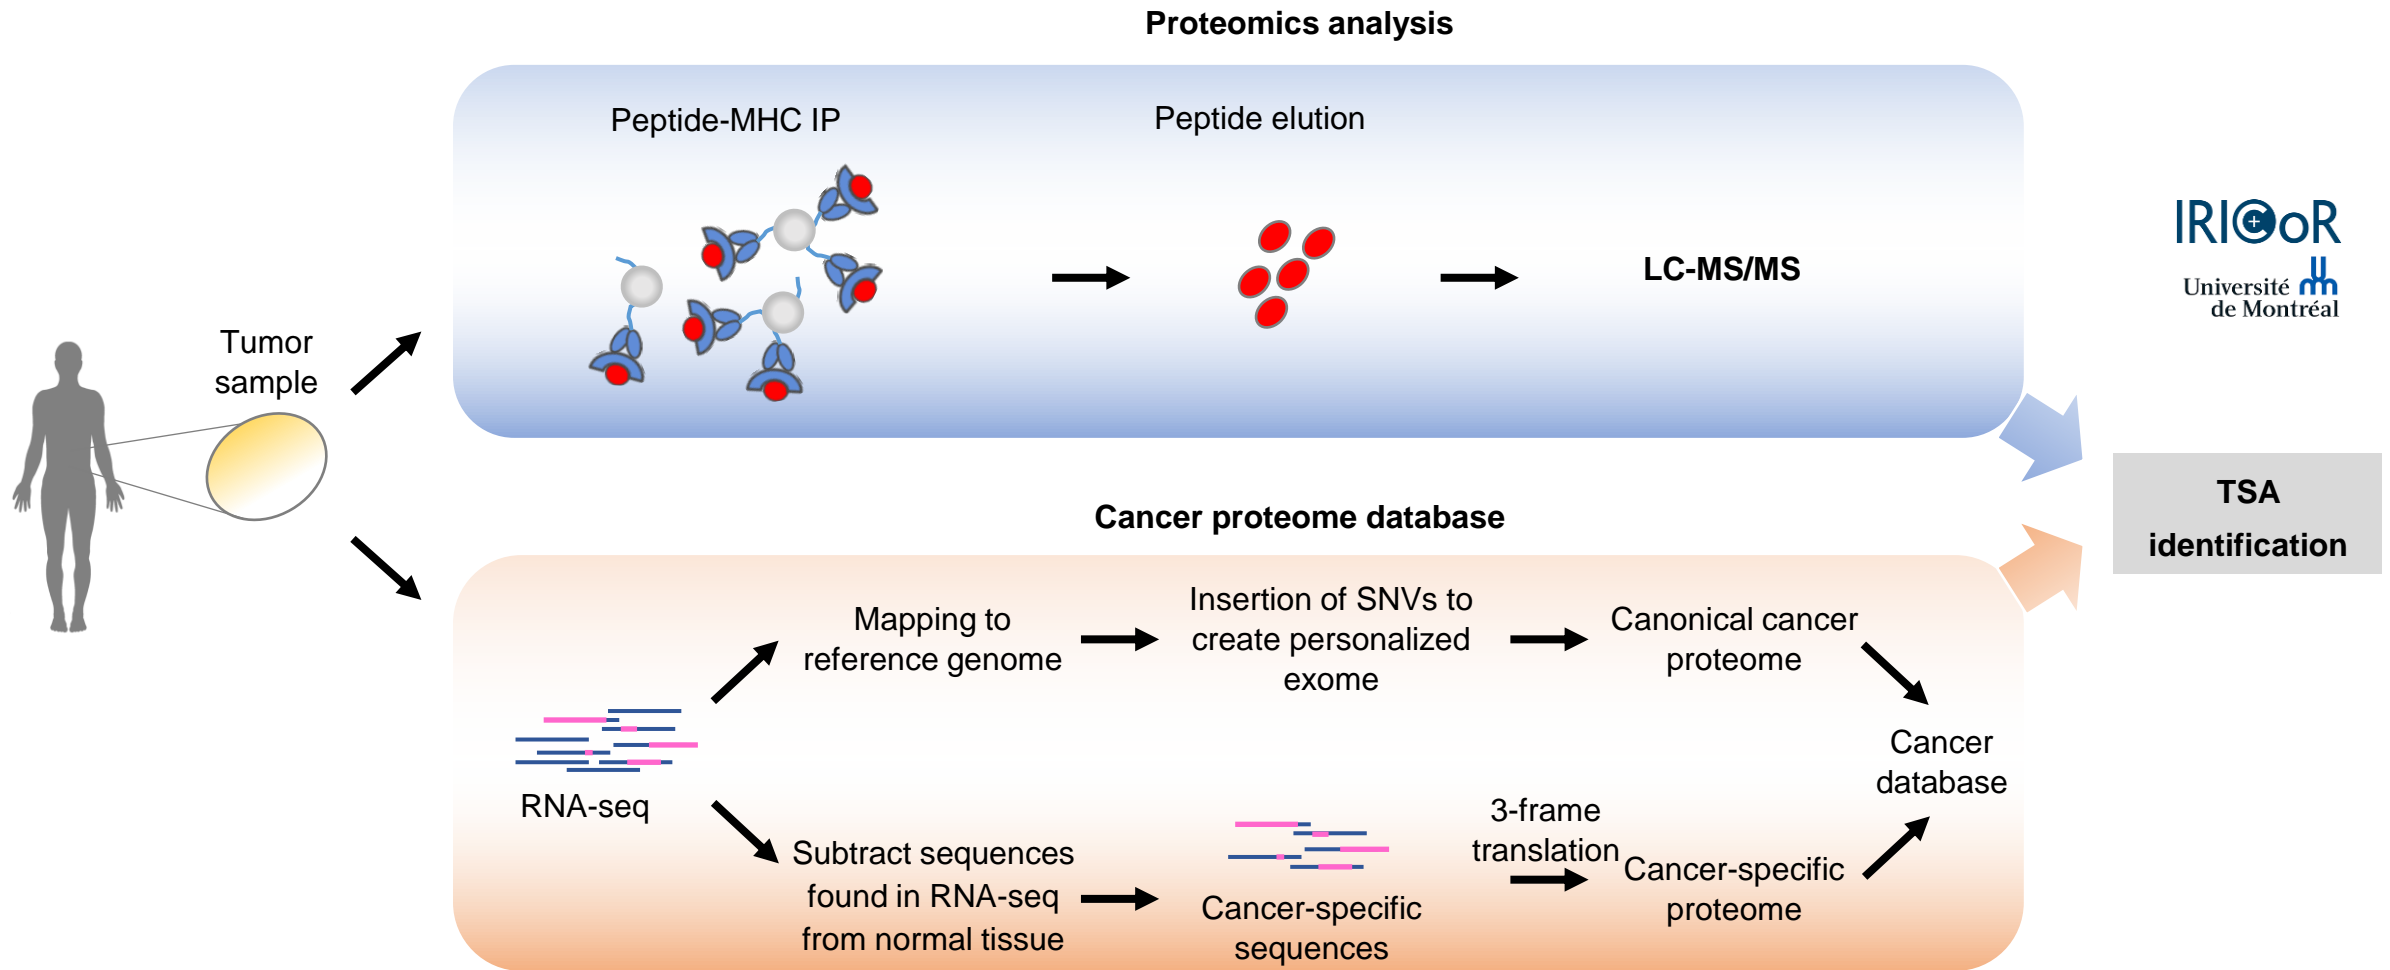 Proteomics analysis
Peptide-MHC IP
Peptide elution
LC-MS/MS
IRICoR
Université
de Montréal
Tumor
sample
TSA
identification
Cancer proteome database
Mapping to
reference genome
Insertion of SNVs to
create personalized
exome
Canonical cancer
proteome
RNA-seq
Cancer
database
Subtract sequences
found in RNA-seq
from normal tissue
Cancer-specific
sequences
3-frame
translation
Cancer-specific
proteome